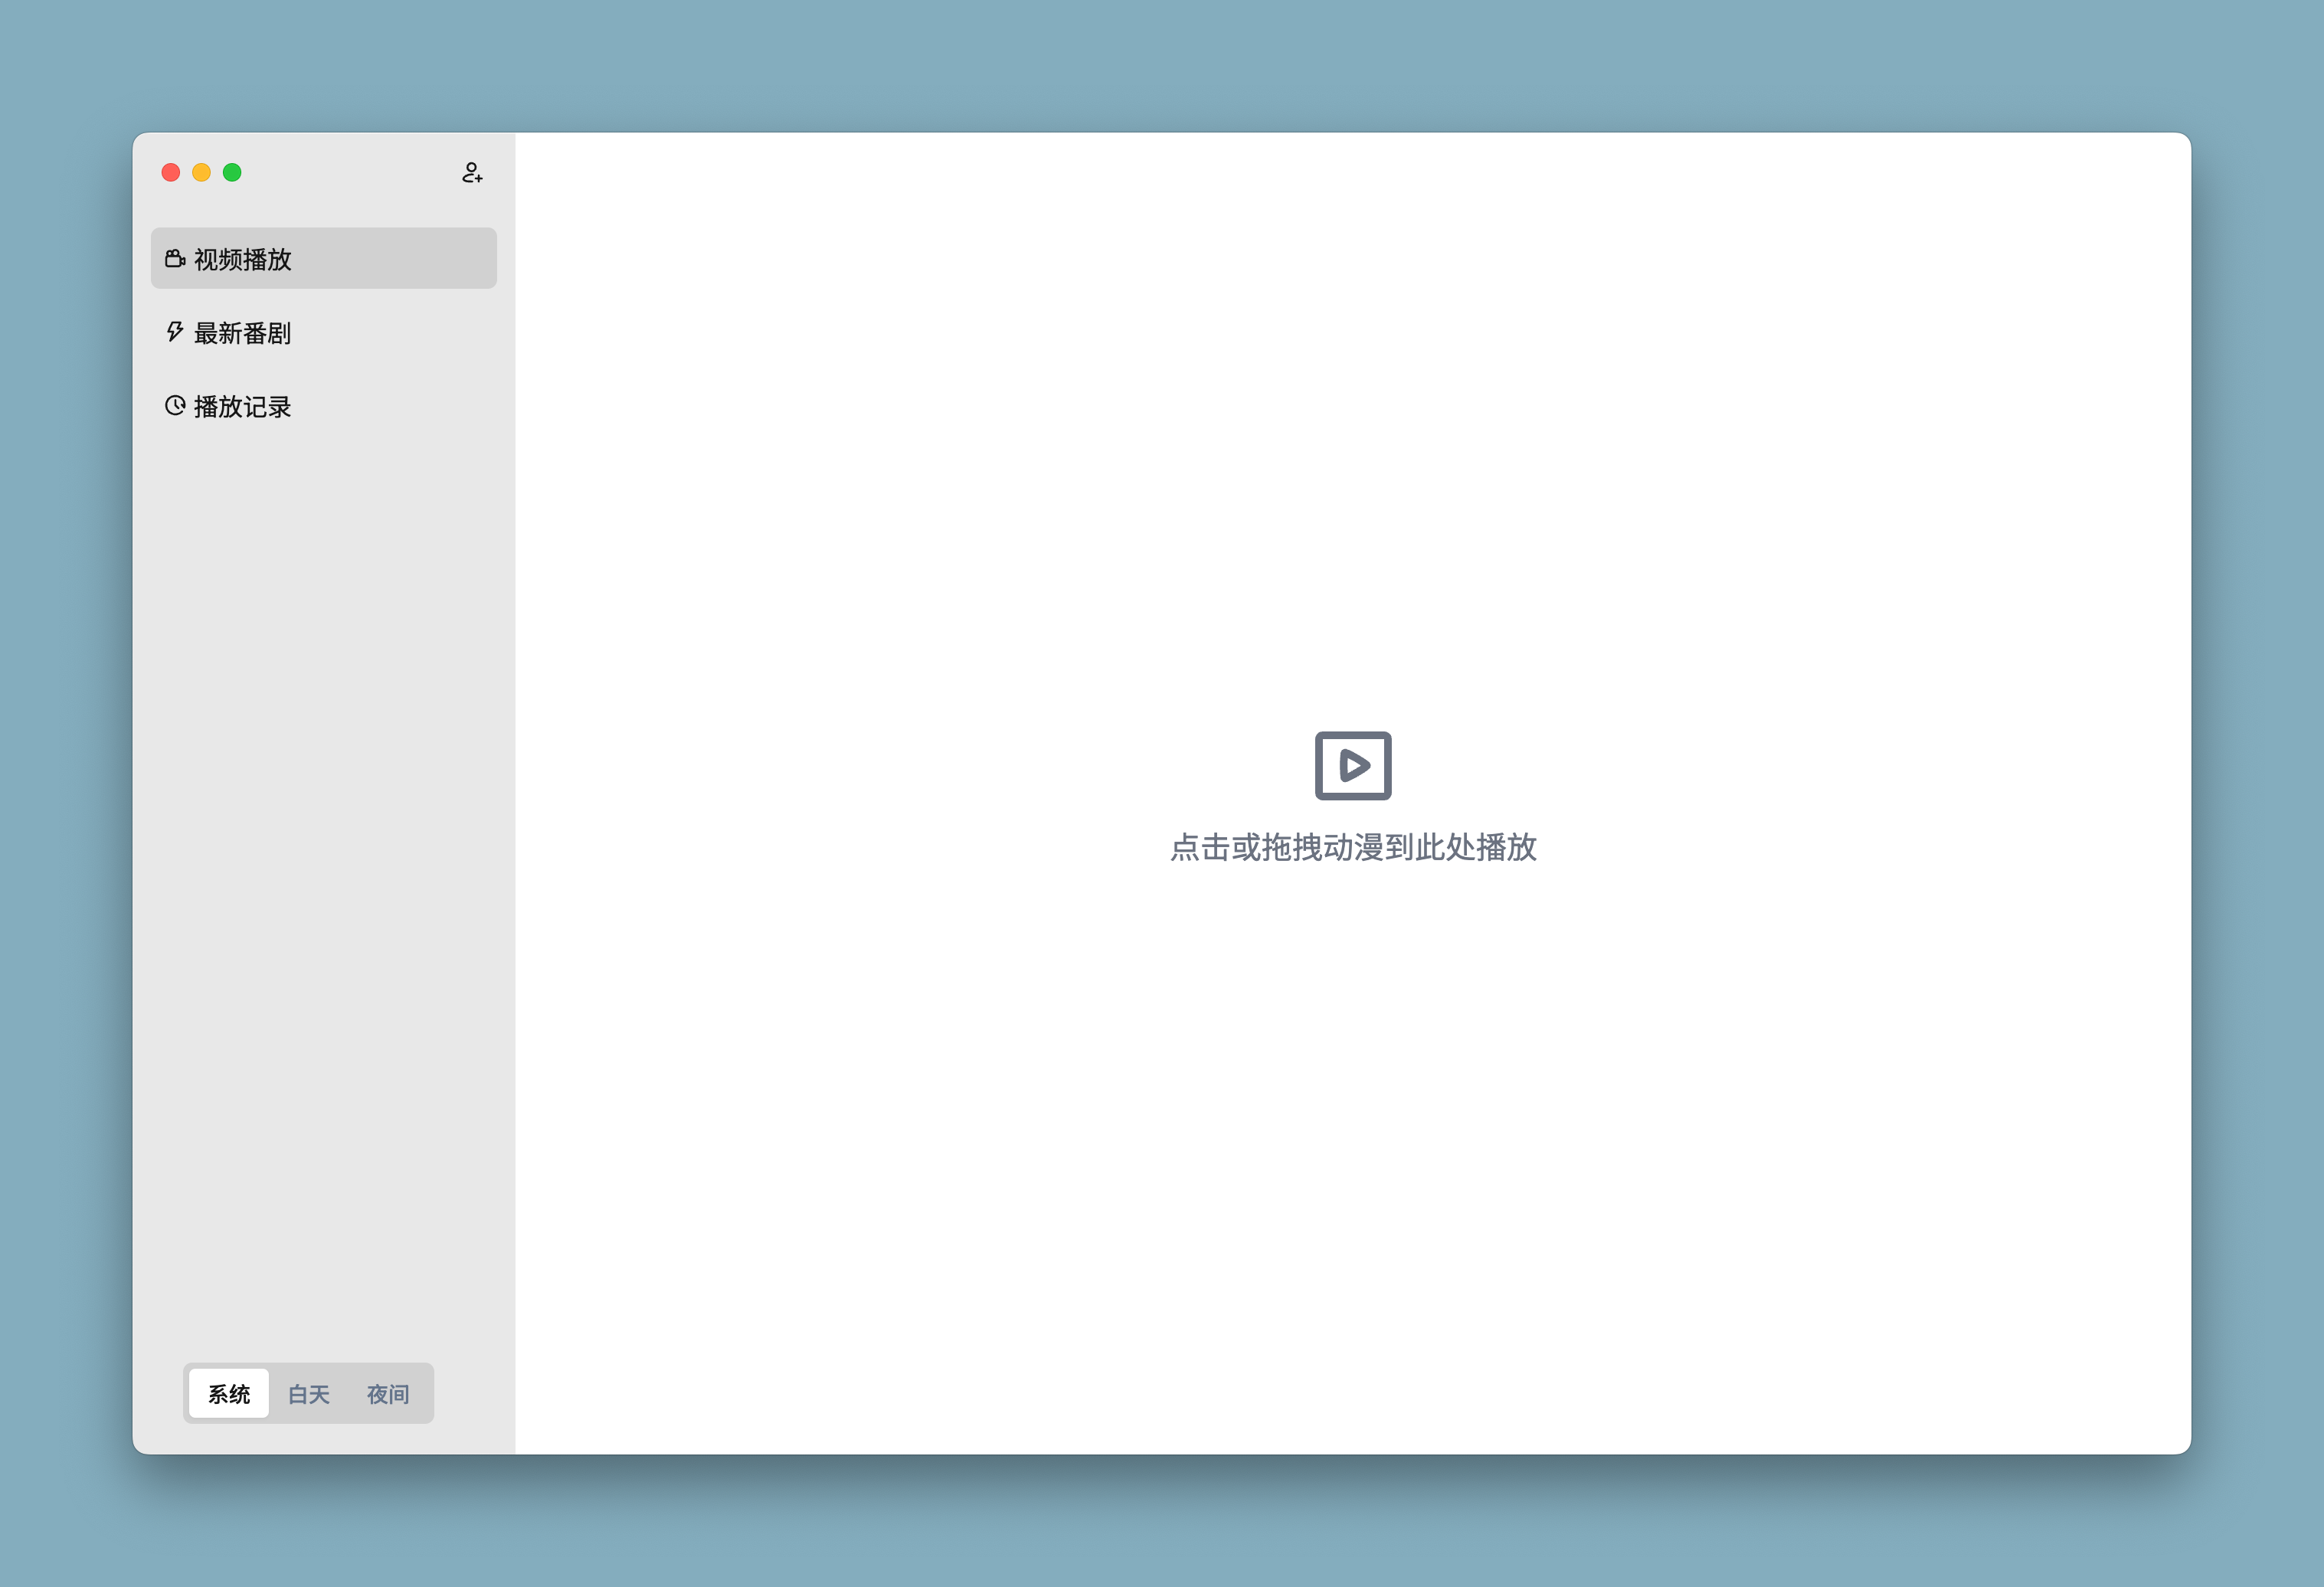 视频播放
最新番剧
播放记录
点击或拖拽动漫到此处播放
系统 白天 夜间